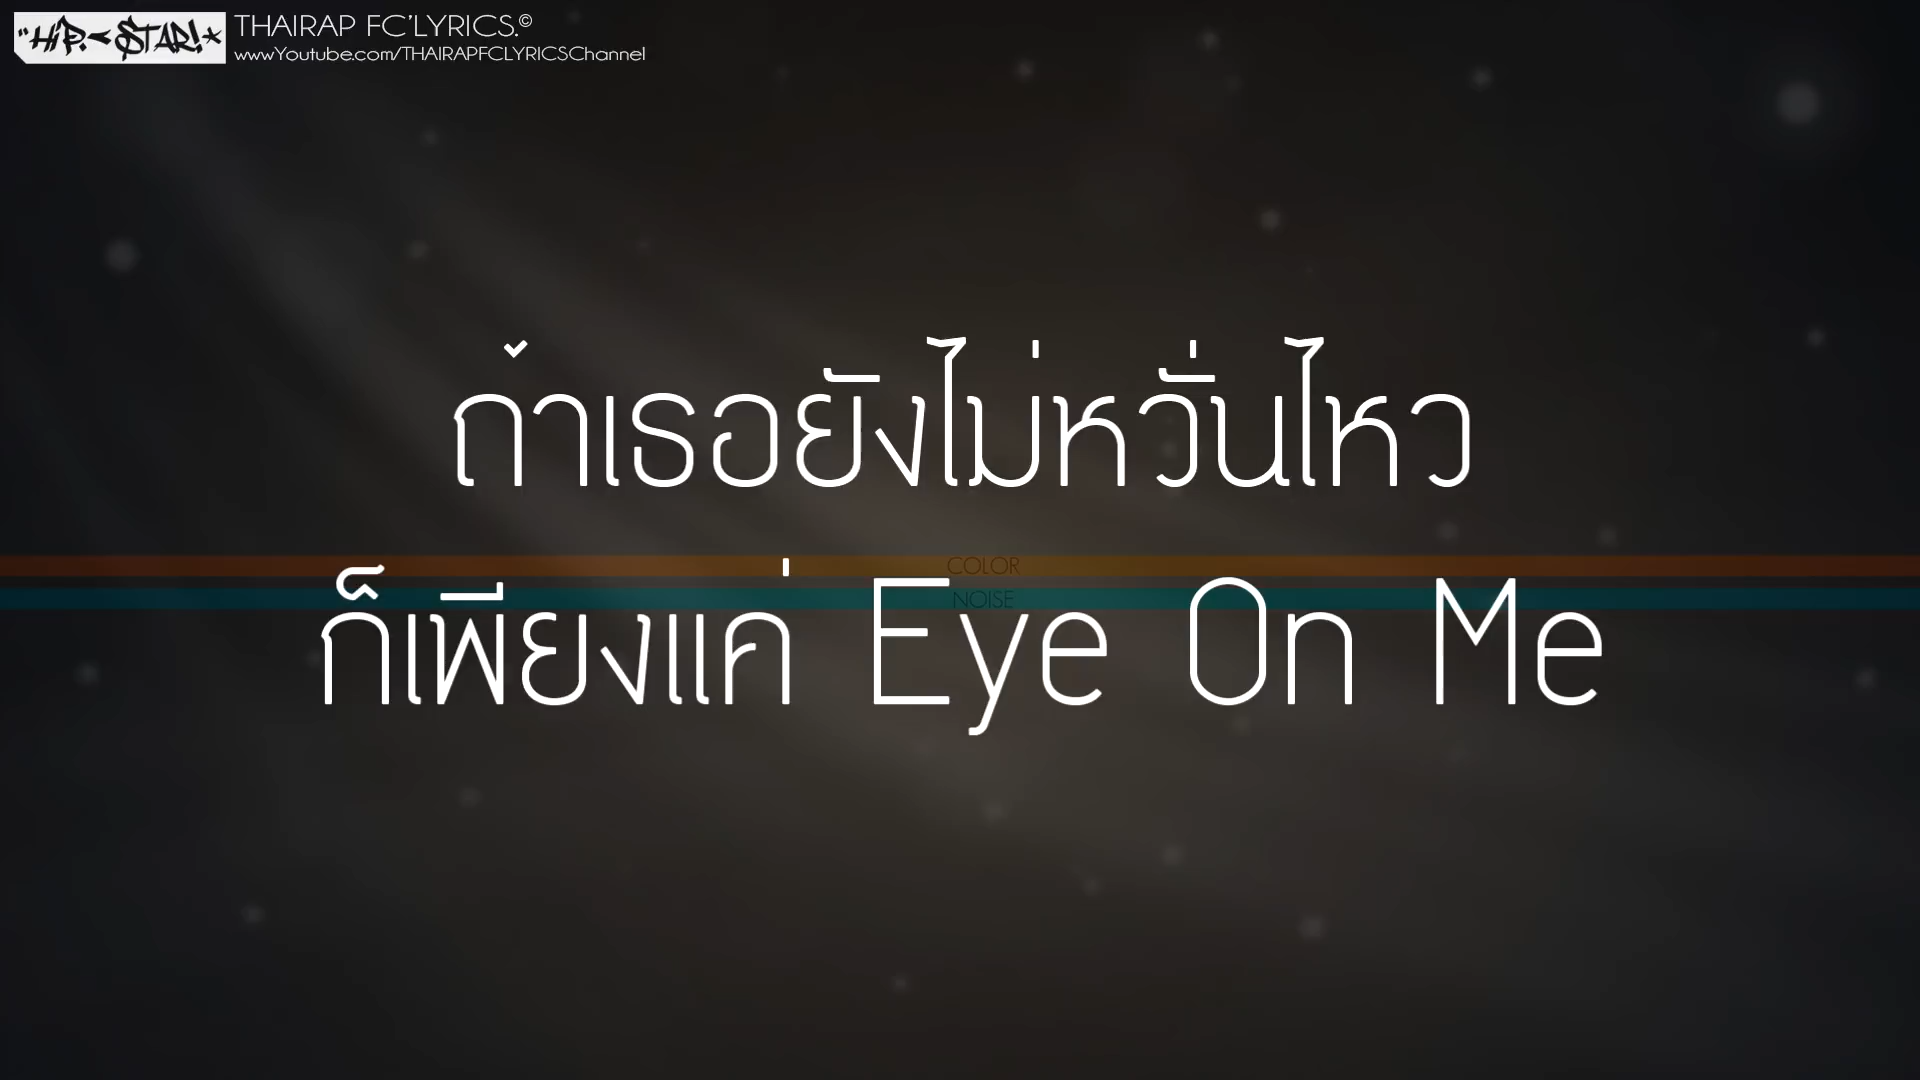 "HIP-STAR!*
THAIRAP FC'LYRICS.©
www.Youtube.com/THAIRAPFCLYRICSChannel
ถ้าเธอยังไม่หวั่นไหว
COLOR
NOISE
ก็เพียงแค่ Eye On Me